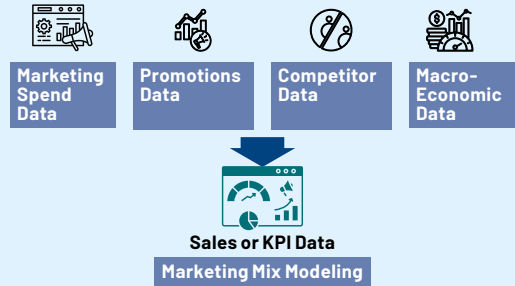 Marketing
Spend
Data
Promotions
Data
Competitor
Data
Macro-
Economic
Data
Sales or KPI Data
Marketing Mix Modeling